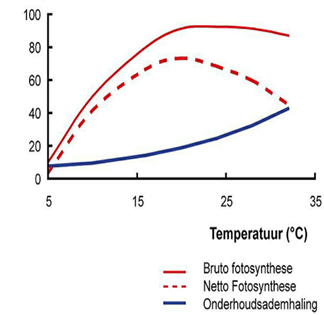 100
80
60
40
20
0
5 15 25 35
Temperatuur (°C)
Bruto fotosynthese
Netto Fotosynthese
Onderhoudsademhaling